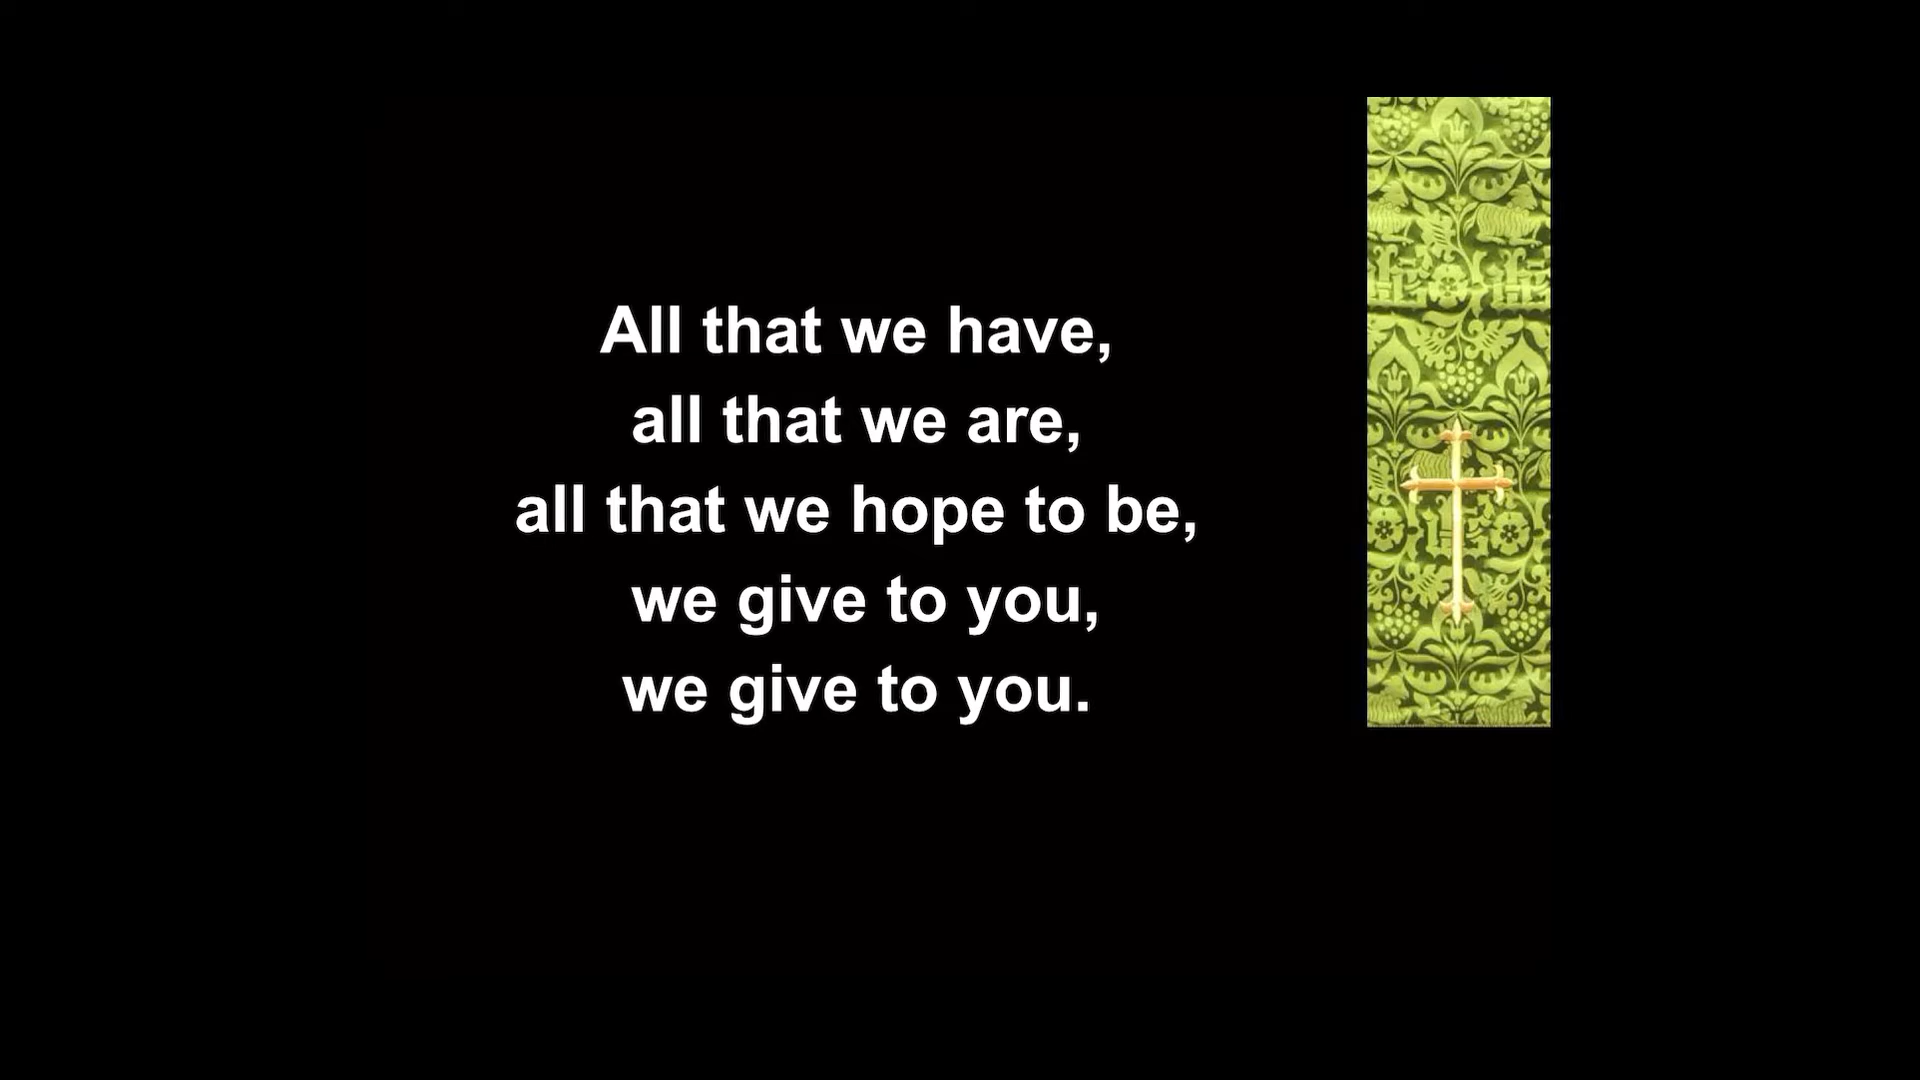 All that we have,
all that we are,
all that we hope to be,
we give to you,
we give to you.